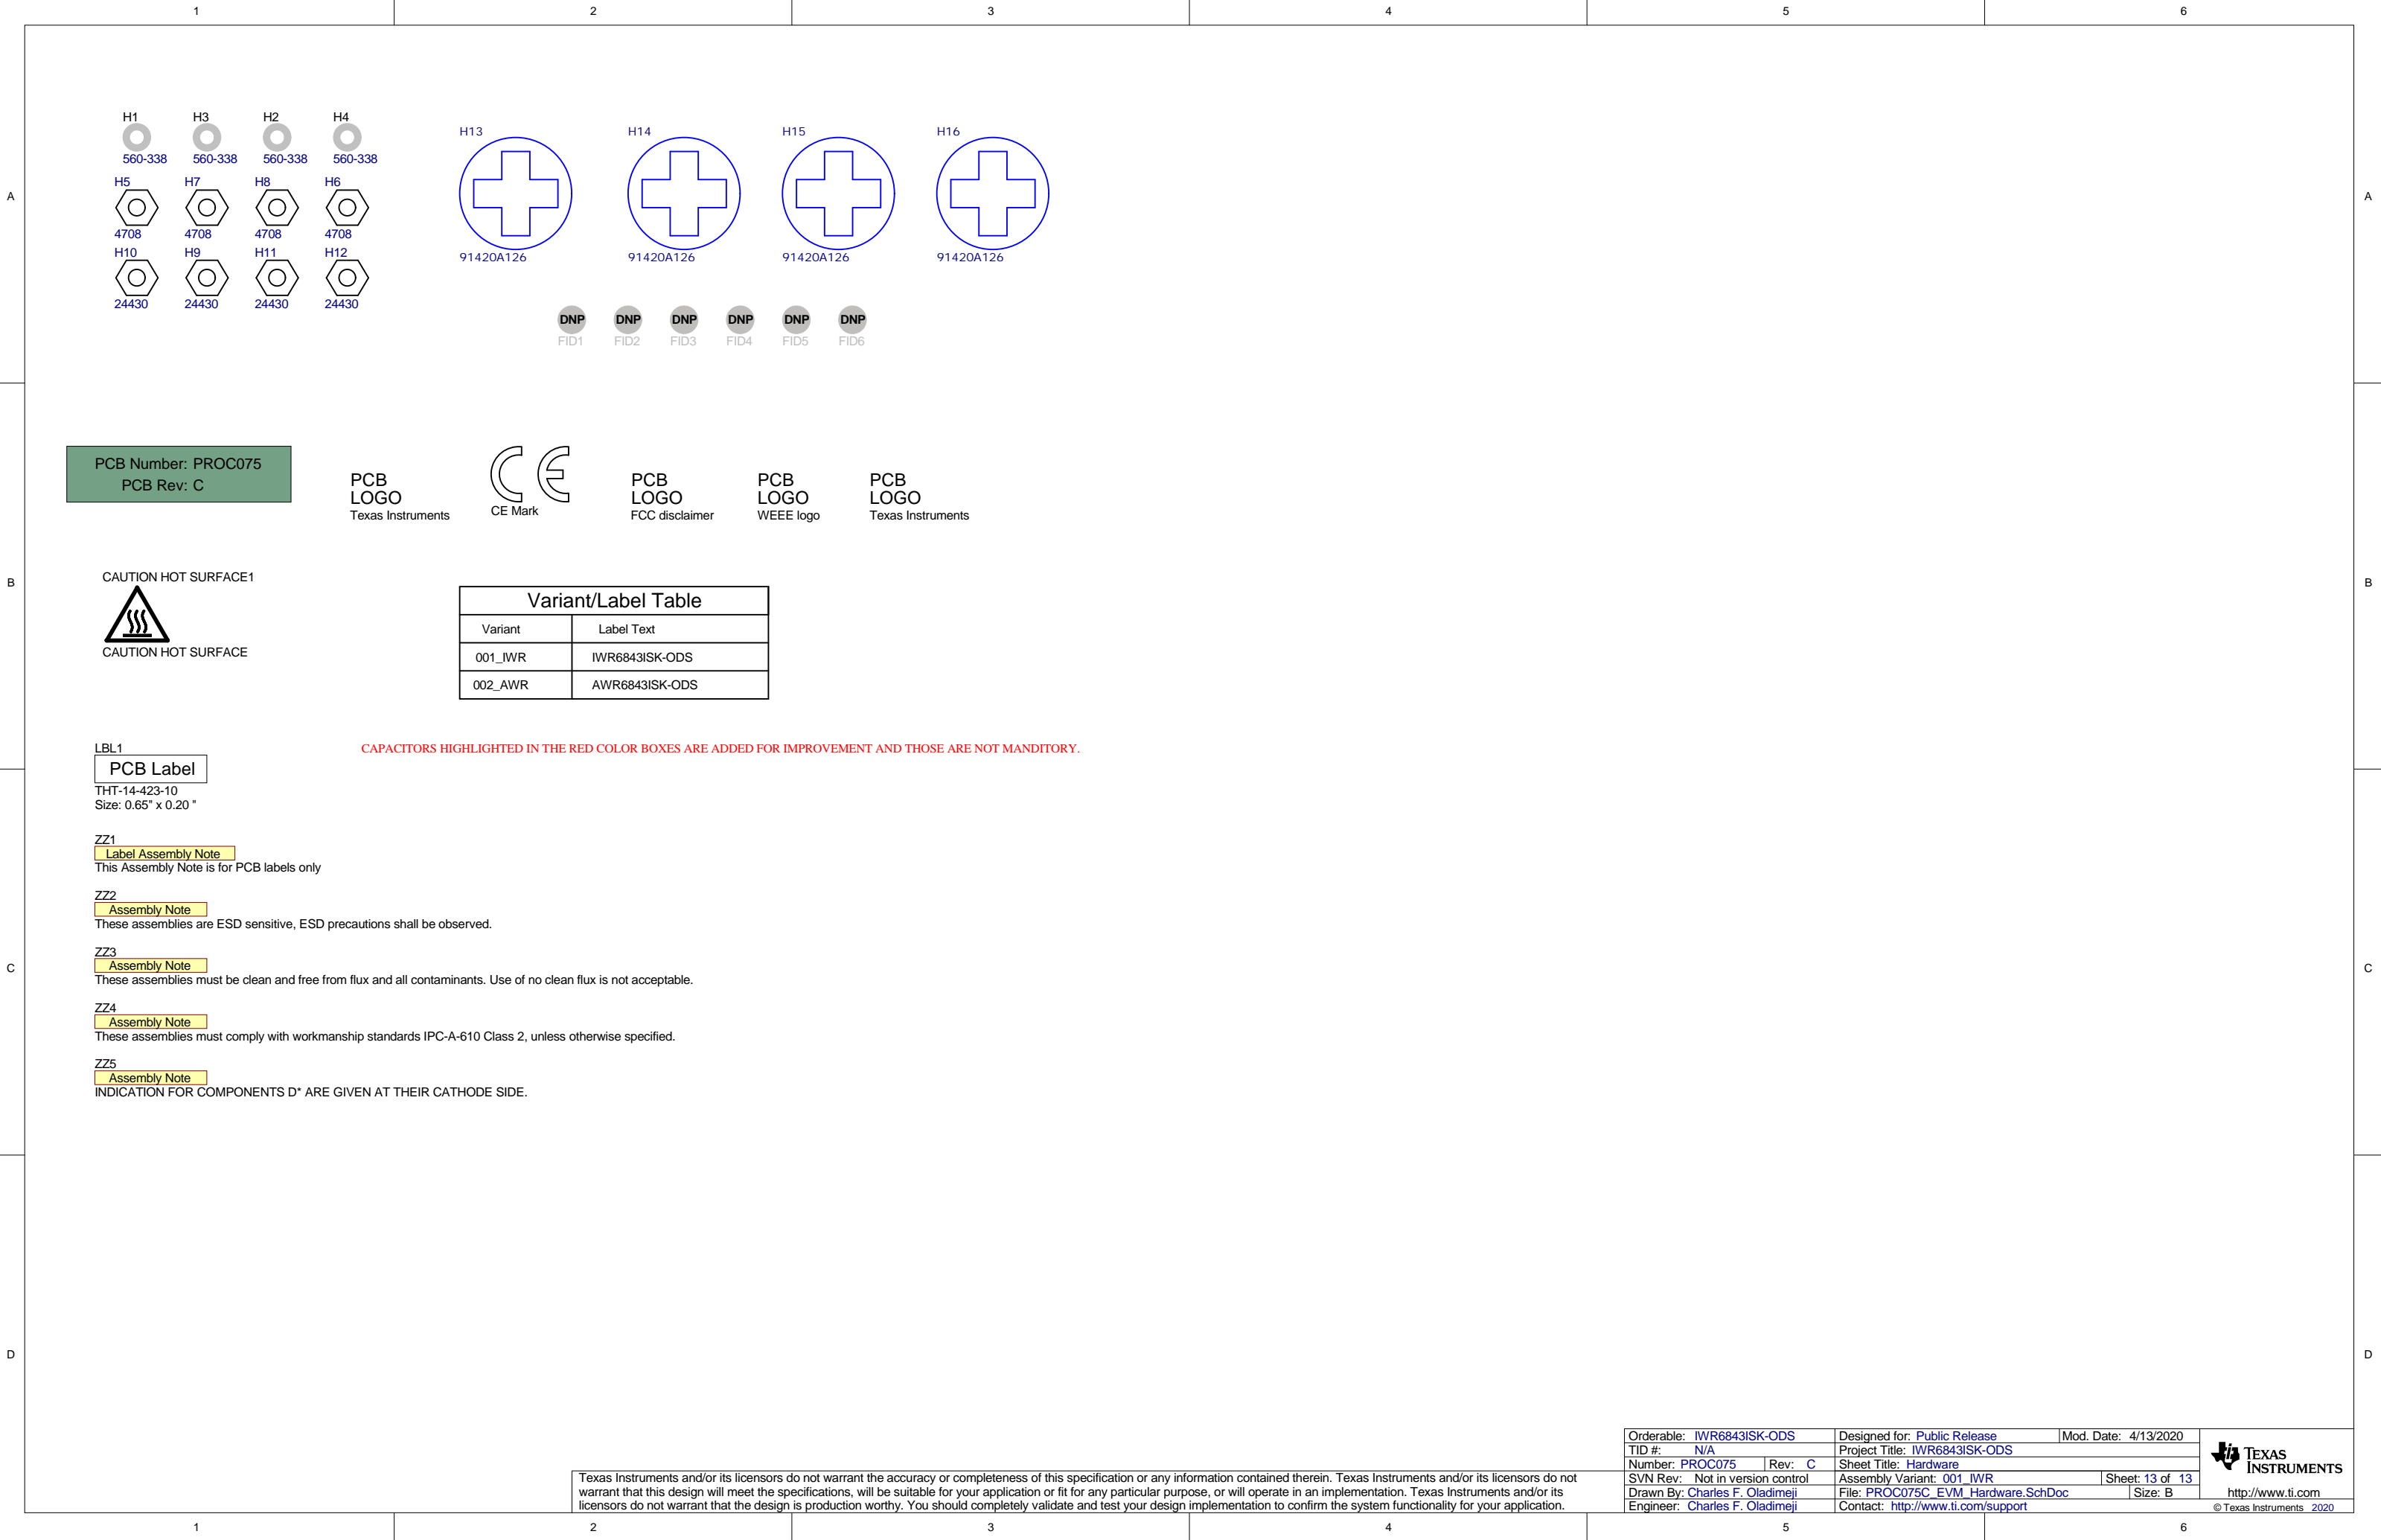 1 2 3 4 5 6
H1 H3 H2 H4
560-338 560-338 560-338 560-338
H5 H7 H8 H6
4708 4708 4708 4708
H10 H9 H11 H12
24430 24430 24430 24430
H13 H14 H15 H16
91420A126 91420A126 91420A126 91420A126
A A
DNP DNP DNP DNP DNP DNP
FID1 FID2 FID3 FID4 FID5 FID6
PCB Number: PROC075
PCB Rev: C
PCB
LOGO
Texas Instruments
CE
CE Mark
PCB
LOGO
FCC disclaimer
PCB
LOGO
WEEE logo
PCB
LOGO
Texas Instruments
B B
CAUTION HOT SURFACE1
CAUTION HOT SURFACE
Variant/Label Table
Variant Label Text
001_IWR IWR6843ISK-ODS
002_AWR AWR6843ISK-ODS
LBL1
PCB Label
THT-14-423-10
Size: 0.65" x 0.20 "
CAPACITORS HIGHLIGHTED IN THE RED COLOR BOXES ARE ADDED FOR IMPROVEMENT AND THOSE ARE NOT MANDITORY.
ZZ1
Label Assembly Note
This Assembly Note is for PCB labels only
ZZ2
Assembly Note
These assemblies are ESD sensitive, ESD precautions shall be observed.
ZZ3
Assembly Note
These assemblies must be clean and free from flux and all contaminants. Use of no clean flux is not acceptable.
C C
ZZ4
Assembly Note
These assemblies must comply with workmanship standards IPC-A-610 Class 2, unless otherwise specified.
ZZ5
Assembly Note
INDICATION FOR COMPONENTS D* ARE GIVEN AT THEIR CATHODE SIDE.
D D
Texas Instruments and/or its licensors do not warrant the accuracy or completeness of this specification or any information contained therein. Texas Instruments and/or its licensors do not
warrant that this design will meet the specifications, will be suitable for your application or fit for any particular purpose, or will operate in an implementation. Texas Instruments and/or its
licensors do not warrant that the design is production worthy. You should completely validate and test your design implementation to confirm the system functionality for your application.
Orderable: IWR6843ISK-ODS Designed for: Public Release Mod. Date: 4/13/2020
TID #: N/A Project Title: IWR6843ISK-ODS
Number: PROC075 Rev: C Sheet Title: Hardware
SVN Rev: Not in version control Assembly Variant: 001_IWR Sheet: 13 of 13
Drawn By: Charles F. Oladimeji File: PROC075C_EVM_Hardware.SchDoc Size: B
Engineer: Charles F. Oladimeji Contact: http://www.ti.com/support
TEXAS
INSTRUMENTS
http://www.ti.com
© Texas Instruments 2020
1 2 3 4 5 6